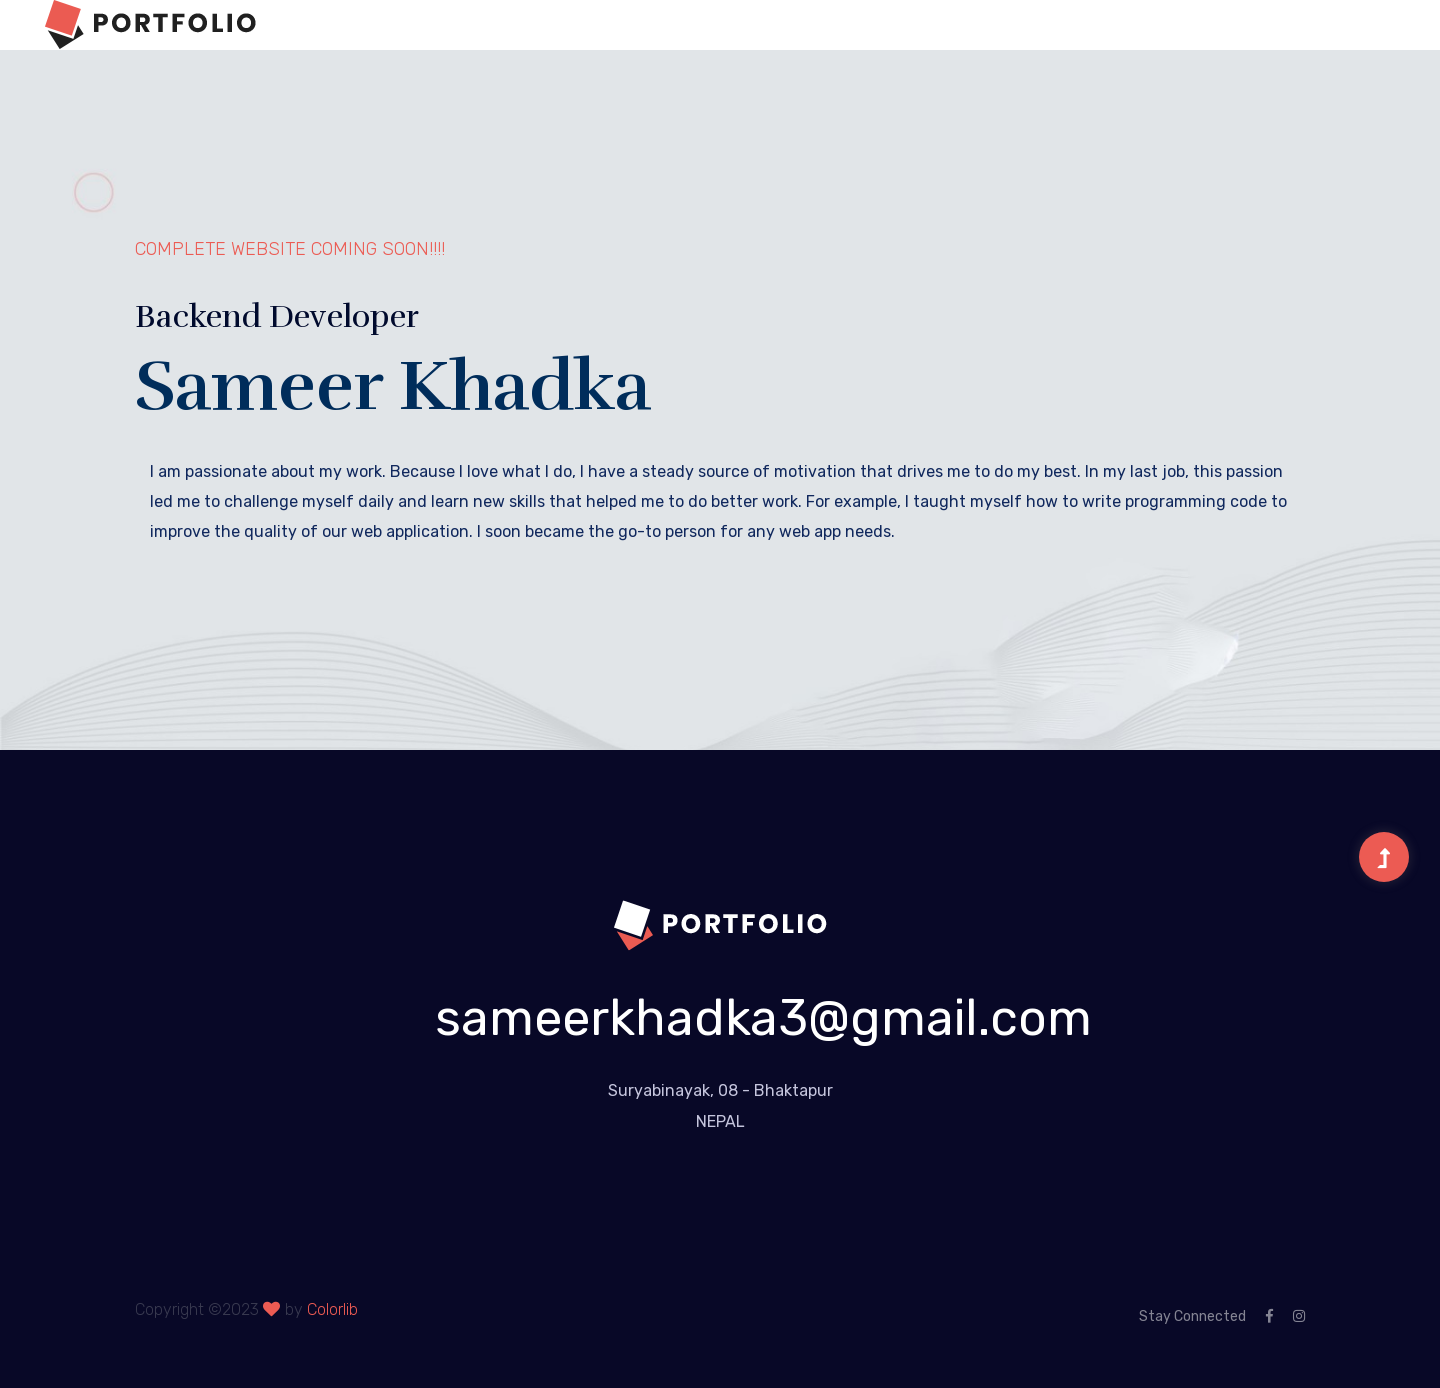 PORTFOLIO
COMPLETE WEBSITE COMING SOON!!!!
Backend Developer
Sameer Khadka
I am passionate about my work. Because I love what I do, I have a steady source of motivation that drives me to do my best. In my last job, this passion
led me to challenge myself daily and learn new skills that helped me to do better work. For example, I taught myself how to write programming code to
improve the quality of our web application. I soon became the go-to person for any web app needs.
PORTFOLIO
sameerkhadka3@gmail.com
Suryabinayak, 08 - Bhaktapur
NEPAL
Copyright ©2023 by Colorlib
Stay Connected